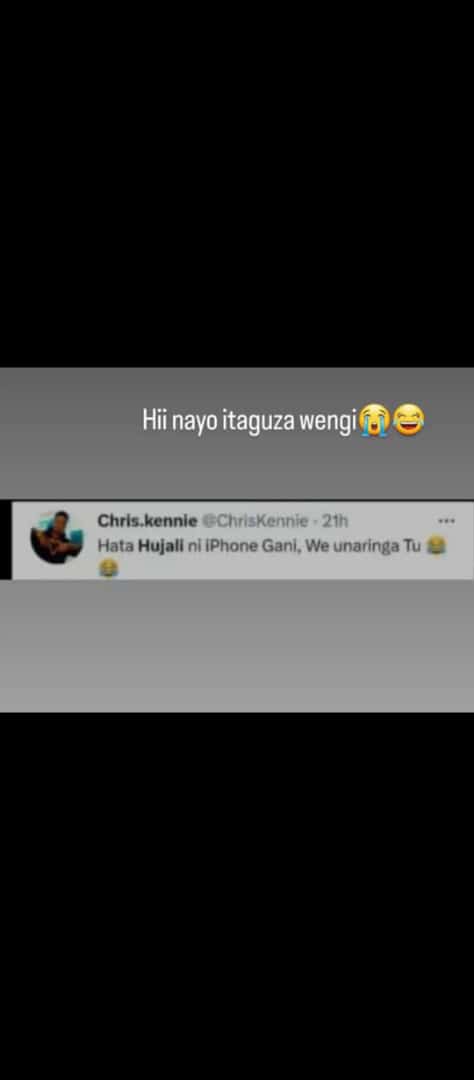 Hii nayo itaguza wengi😭😂
Chris.kennie @ChrisKennie · 21h
Hata Hujali ni iPhone Gani, We unaringa Tu 😂
😂